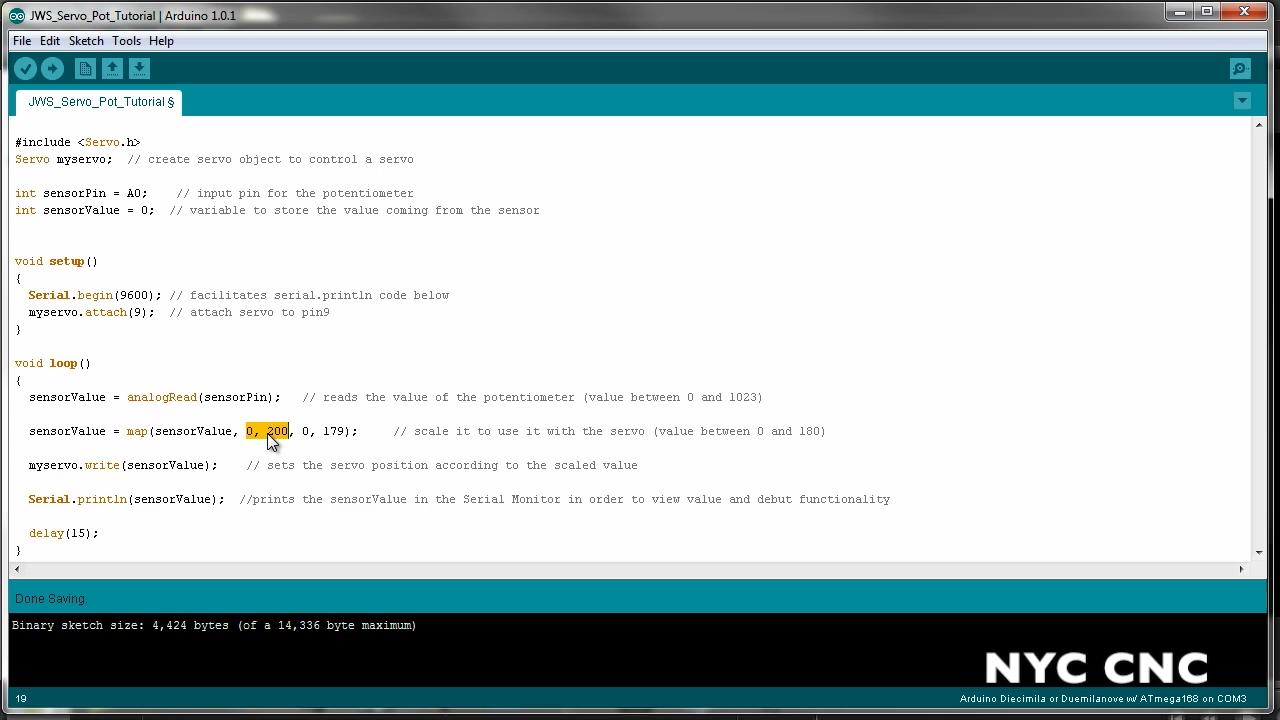 JWS_Servo_Pot_Tutorial | Arduino 1.0.1
File Edit Sketch Tools Help
JWS_Servo_Pot_Tutorial §
#include <Servo.h>
Servo myservo;  // create servo object to control a servo
int sensorPin = A0;    // input pin for the potentiometer
int sensorValue = 0;  // variable to store the value coming from the sensor
void setup()
{
  Serial.begin(9600); // facilitates serial.println code below
  myservo.attach(9);  // attach servo to pin9
}
void loop()
{
  sensorValue = analogRead(sensorPin);   // reads the value of the potentiometer (value between 0 and 1023)
  sensorValue = map(sensorValue, 0, 200, 0, 179);     // scale it to use it with the servo (value between 0 and 180)
  myservo.write(sensorValue);    // sets the servo position according to the scaled value
  Serial.println(sensorValue);  //prints the sensorValue in the Serial Monitor in order to view value and debut functionality
  delay(15);
}
Done Saving.
Binary sketch size: 4,424 bytes (of a 14,336 byte maximum)
NYC CNC
19
Arduino Diecimila or Duemilanove w/ ATmega168 on COM3